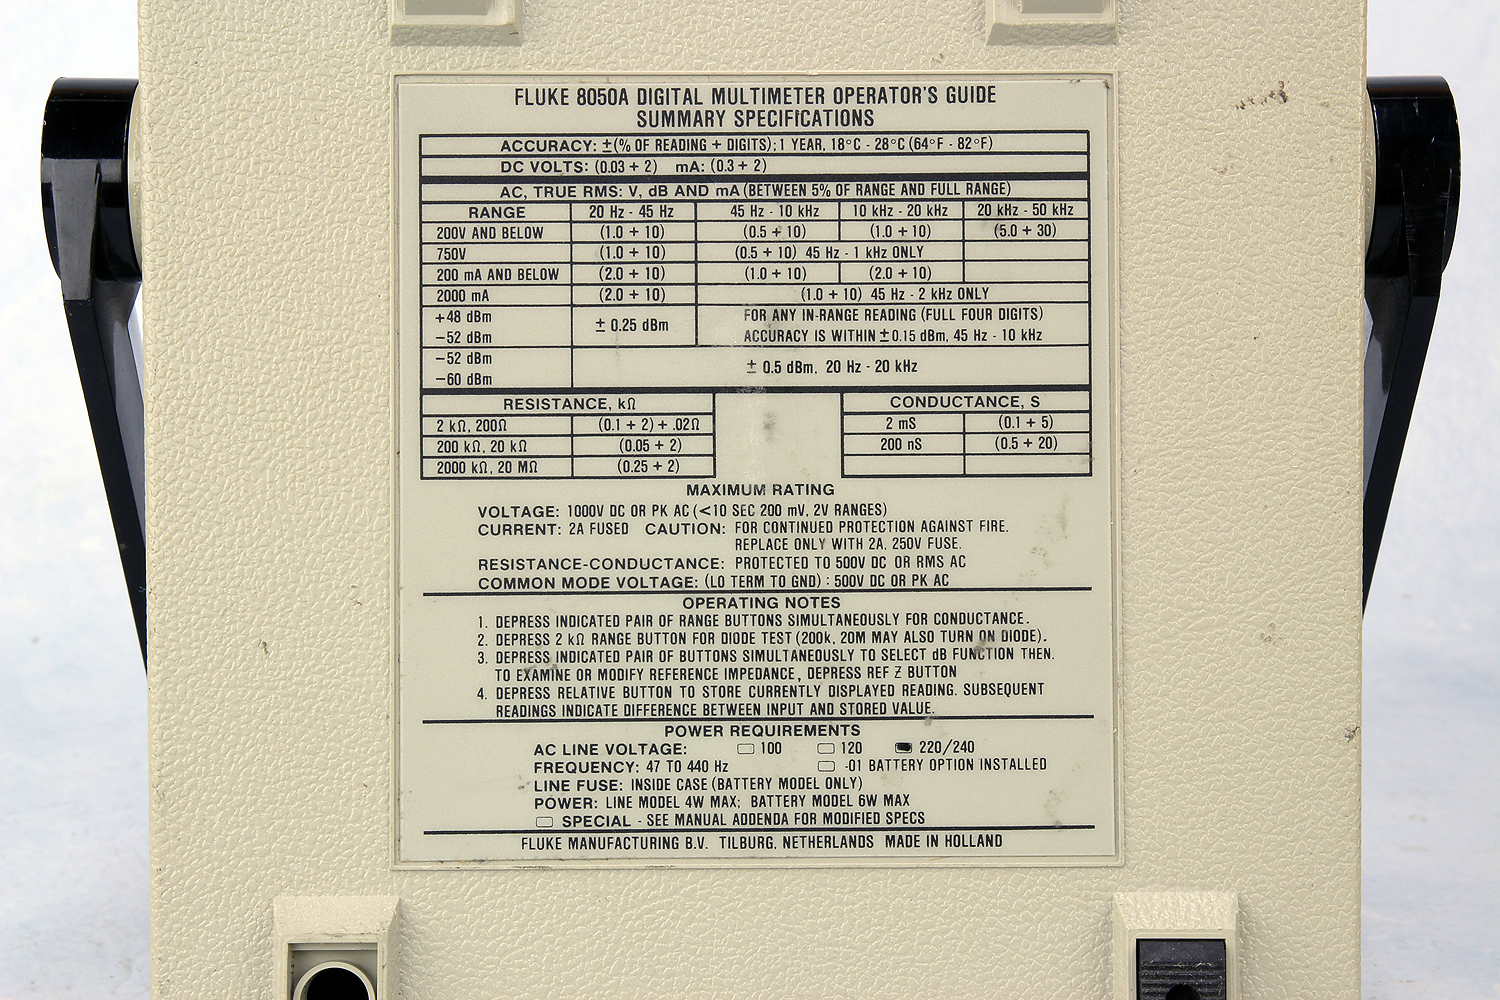 FLUKE 8050A DIGITAL MULTIMETER OPERATOR'S GUIDE
SUMMARY SPECIFICATIONS
ACCURACY: ±(% OF READING + DIGITS); 1 YEAR, 18°C - 28°C (64°F - 82°F)
DC VOLTS: (0.03 + 2) mA: (0.3 + 2)
AC, TRUE RMS: V, dB AND mA (BETWEEN 5% OF RANGE AND FULL RANGE)
RANGE 20 Hz - 45 Hz 45 Hz - 10 kHz 10 kHz - 20 kHz 20 kHz - 50 kHz
200V AND BELOW (1.0 + 10) (0.5 + 10) (1.0 + 10) (5.0 + 30)
750V (1.0 + 10) (0.5 + 10) 45 Hz - 1 kHz ONLY
200 mA AND BELOW (2.0 + 10) (1.0 + 10) (2.0 + 10)
2000 mA (2.0 + 10) (1.0 + 10) 45 Hz - 2 kHz ONLY
+48 dBm FOR ANY IN-RANGE READING (FULL FOUR DIGITS)
± 0.25 dBm
−52 dBm ACCURACY IS WITHIN ±0.15 dBm, 45 Hz - 10 kHz
−52 dBm
± 0.5 dBm, 20 Hz - 20 kHz
−60 dBm
RESISTANCE, kΩ CONDUCTANCE, S
2 kΩ, 200Ω (0.1 + 2) + .02Ω 2 mS (0.1 + 5)
200 kΩ, 20 kΩ (0.05 + 2) 200 nS (0.5 + 20)
2000 kΩ, 20 MΩ (0.25 + 2)
MAXIMUM RATING
VOLTAGE: 1000V DC OR PK AC (<10 SEC 200 mV, 2V RANGES)
CURRENT: 2A FUSED CAUTION: FOR CONTINUED PROTECTION AGAINST FIRE,
REPLACE ONLY WITH 2A, 250V FUSE.
RESISTANCE-CONDUCTANCE: PROTECTED TO 500V DC OR RMS AC
COMMON MODE VOLTAGE: (LO TERM TO GND) : 500V DC OR PK AC
OPERATING NOTES
1. DEPRESS INDICATED PAIR OF RANGE BUTTONS SIMULTANEOUSLY FOR CONDUCTANCE.
2. DEPRESS 2 kΩ RANGE BUTTON FOR DIODE TEST (200k, 20M MAY ALSO TURN ON DIODE).
3. DEPRESS INDICATED PAIR OF BUTTONS SIMULTANEOUSLY TO SELECT dB FUNCTION THEN,
TO EXAMINE OR MODIFY REFERENCE IMPEDANCE, DEPRESS REF Z BUTTON
4. DEPRESS RELATIVE BUTTON TO STORE CURRENTLY DISPLAYED READING. SUBSEQUENT
READINGS INDICATE DIFFERENCE BETWEEN INPUT AND STORED VALUE.
POWER REQUIREMENTS
AC LINE VOLTAGE: 100 120 220/240
FREQUENCY: 47 TO 440 Hz -01 BATTERY OPTION INSTALLED
LINE FUSE: INSIDE CASE (BATTERY MODEL ONLY)
POWER: LINE MODEL 4W MAX; BATTERY MODEL 6W MAX
SPECIAL - SEE MANUAL ADDENDA FOR MODIFIED SPECS
FLUKE MANUFACTURING B.V. TILBURG, NETHERLANDS MADE IN HOLLAND